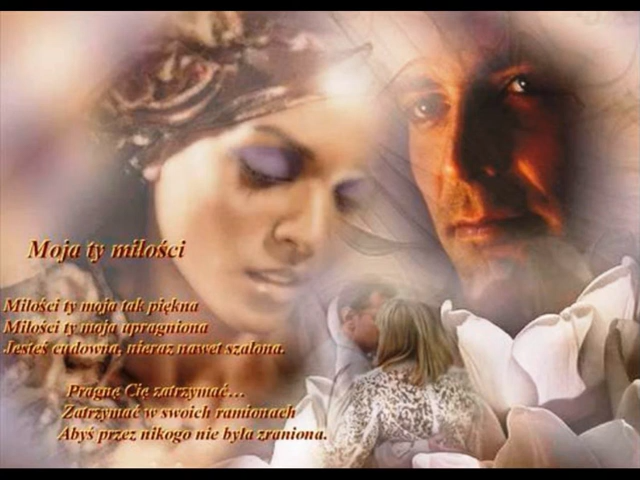 Moja ty miłości
Miłości ty moja tak piękna
Miłości ty moja upragniona
Jesteś cudowna, nieraz nawet szalona.
Pragnę Cię zatrzymać...
Zatrzymać w swoich ramionach
Abyś przez nikogo nie była zraniona.